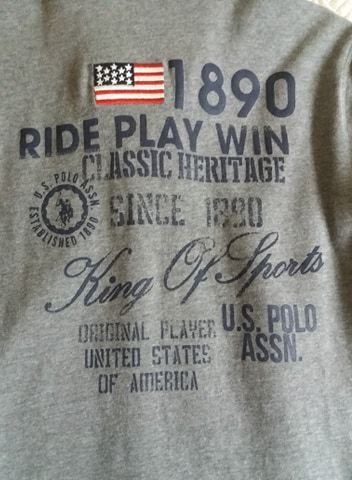 1890
RIDE PLAY WIN
CLASSIC HERITAGE
U.S. POLO ASSN.
ESTABLISHED 1890
SINCE 1890
King Of Sports
ORIGINAL PLAYER
UNITED STATES
OF AMERICA
U.S. POLO
ASSN.